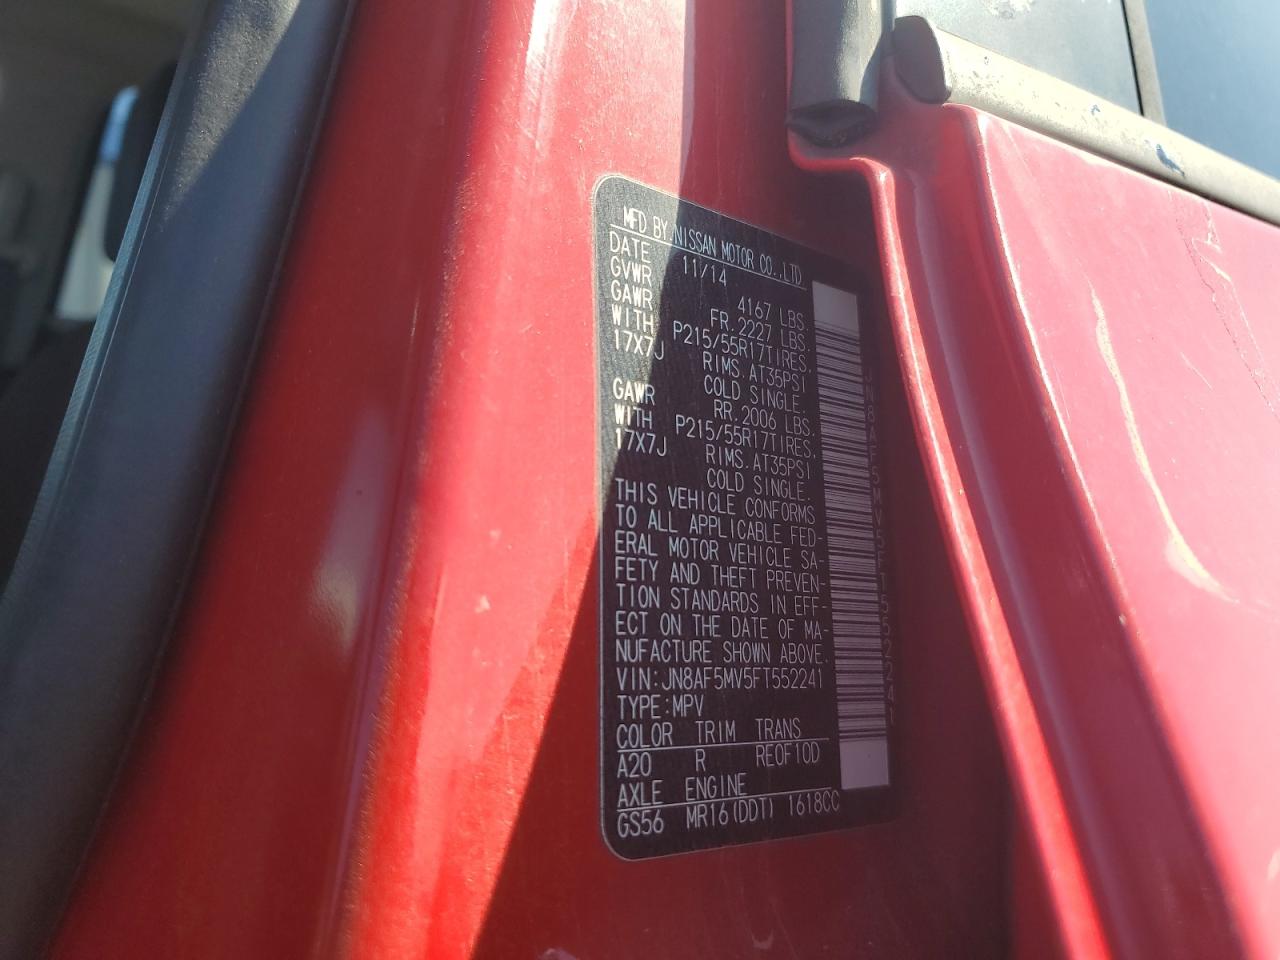 MFD BY NISSAN MOTOR CO.,LTD
DATE 11/14
GVWR 4167 LBS.
GAWR FR.2227 LBS.
WITH P215/55R17TIRES.
17X7J RIMS.AT35PSI
COLD SINGLE.
GAWR RR.2006 LBS.
WITH P215/55R17TIRES.
17X7J RIMS.AT35PSI
COLD SINGLE.
THIS VEHICLE CONFORMS
TO ALL APPLICABLE FED-
ERAL MOTOR VEHICLE SA-
FETY AND THEFT PREVEN-
TION STANDARDS IN EFF-
ECT ON THE DATE OF MA-
NUFACTURE SHOWN ABOVE.
VIN:JN8AF5MV5FT552241
TYPE:MPV
COLOR TRIM TRANS
A20 R REOF10D
AXLE ENGINE
GS56 MR16(DDT) 1618CC
JN8AF5MV5FT552241